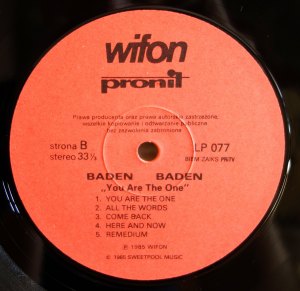 wifon
pronit
Prawa producenta oraz prawa autorskie zastrzeżone,
wszelkie kopiowanie i odtwarzanie publiczne
bez zezwolenia zabronione
strona B
stereo 33⅓
LP 077
BIEM ZAIKS PRTV
BADEN BADEN
„You Are The One”
1. YOU ARE THE ONE
2. ALL THE WORDS
3. COME BACK
4. HERE AND NOW
5. REMEDIUM
℗ 1985 WIFON
© 1985 SWEETPOOL MUSIC